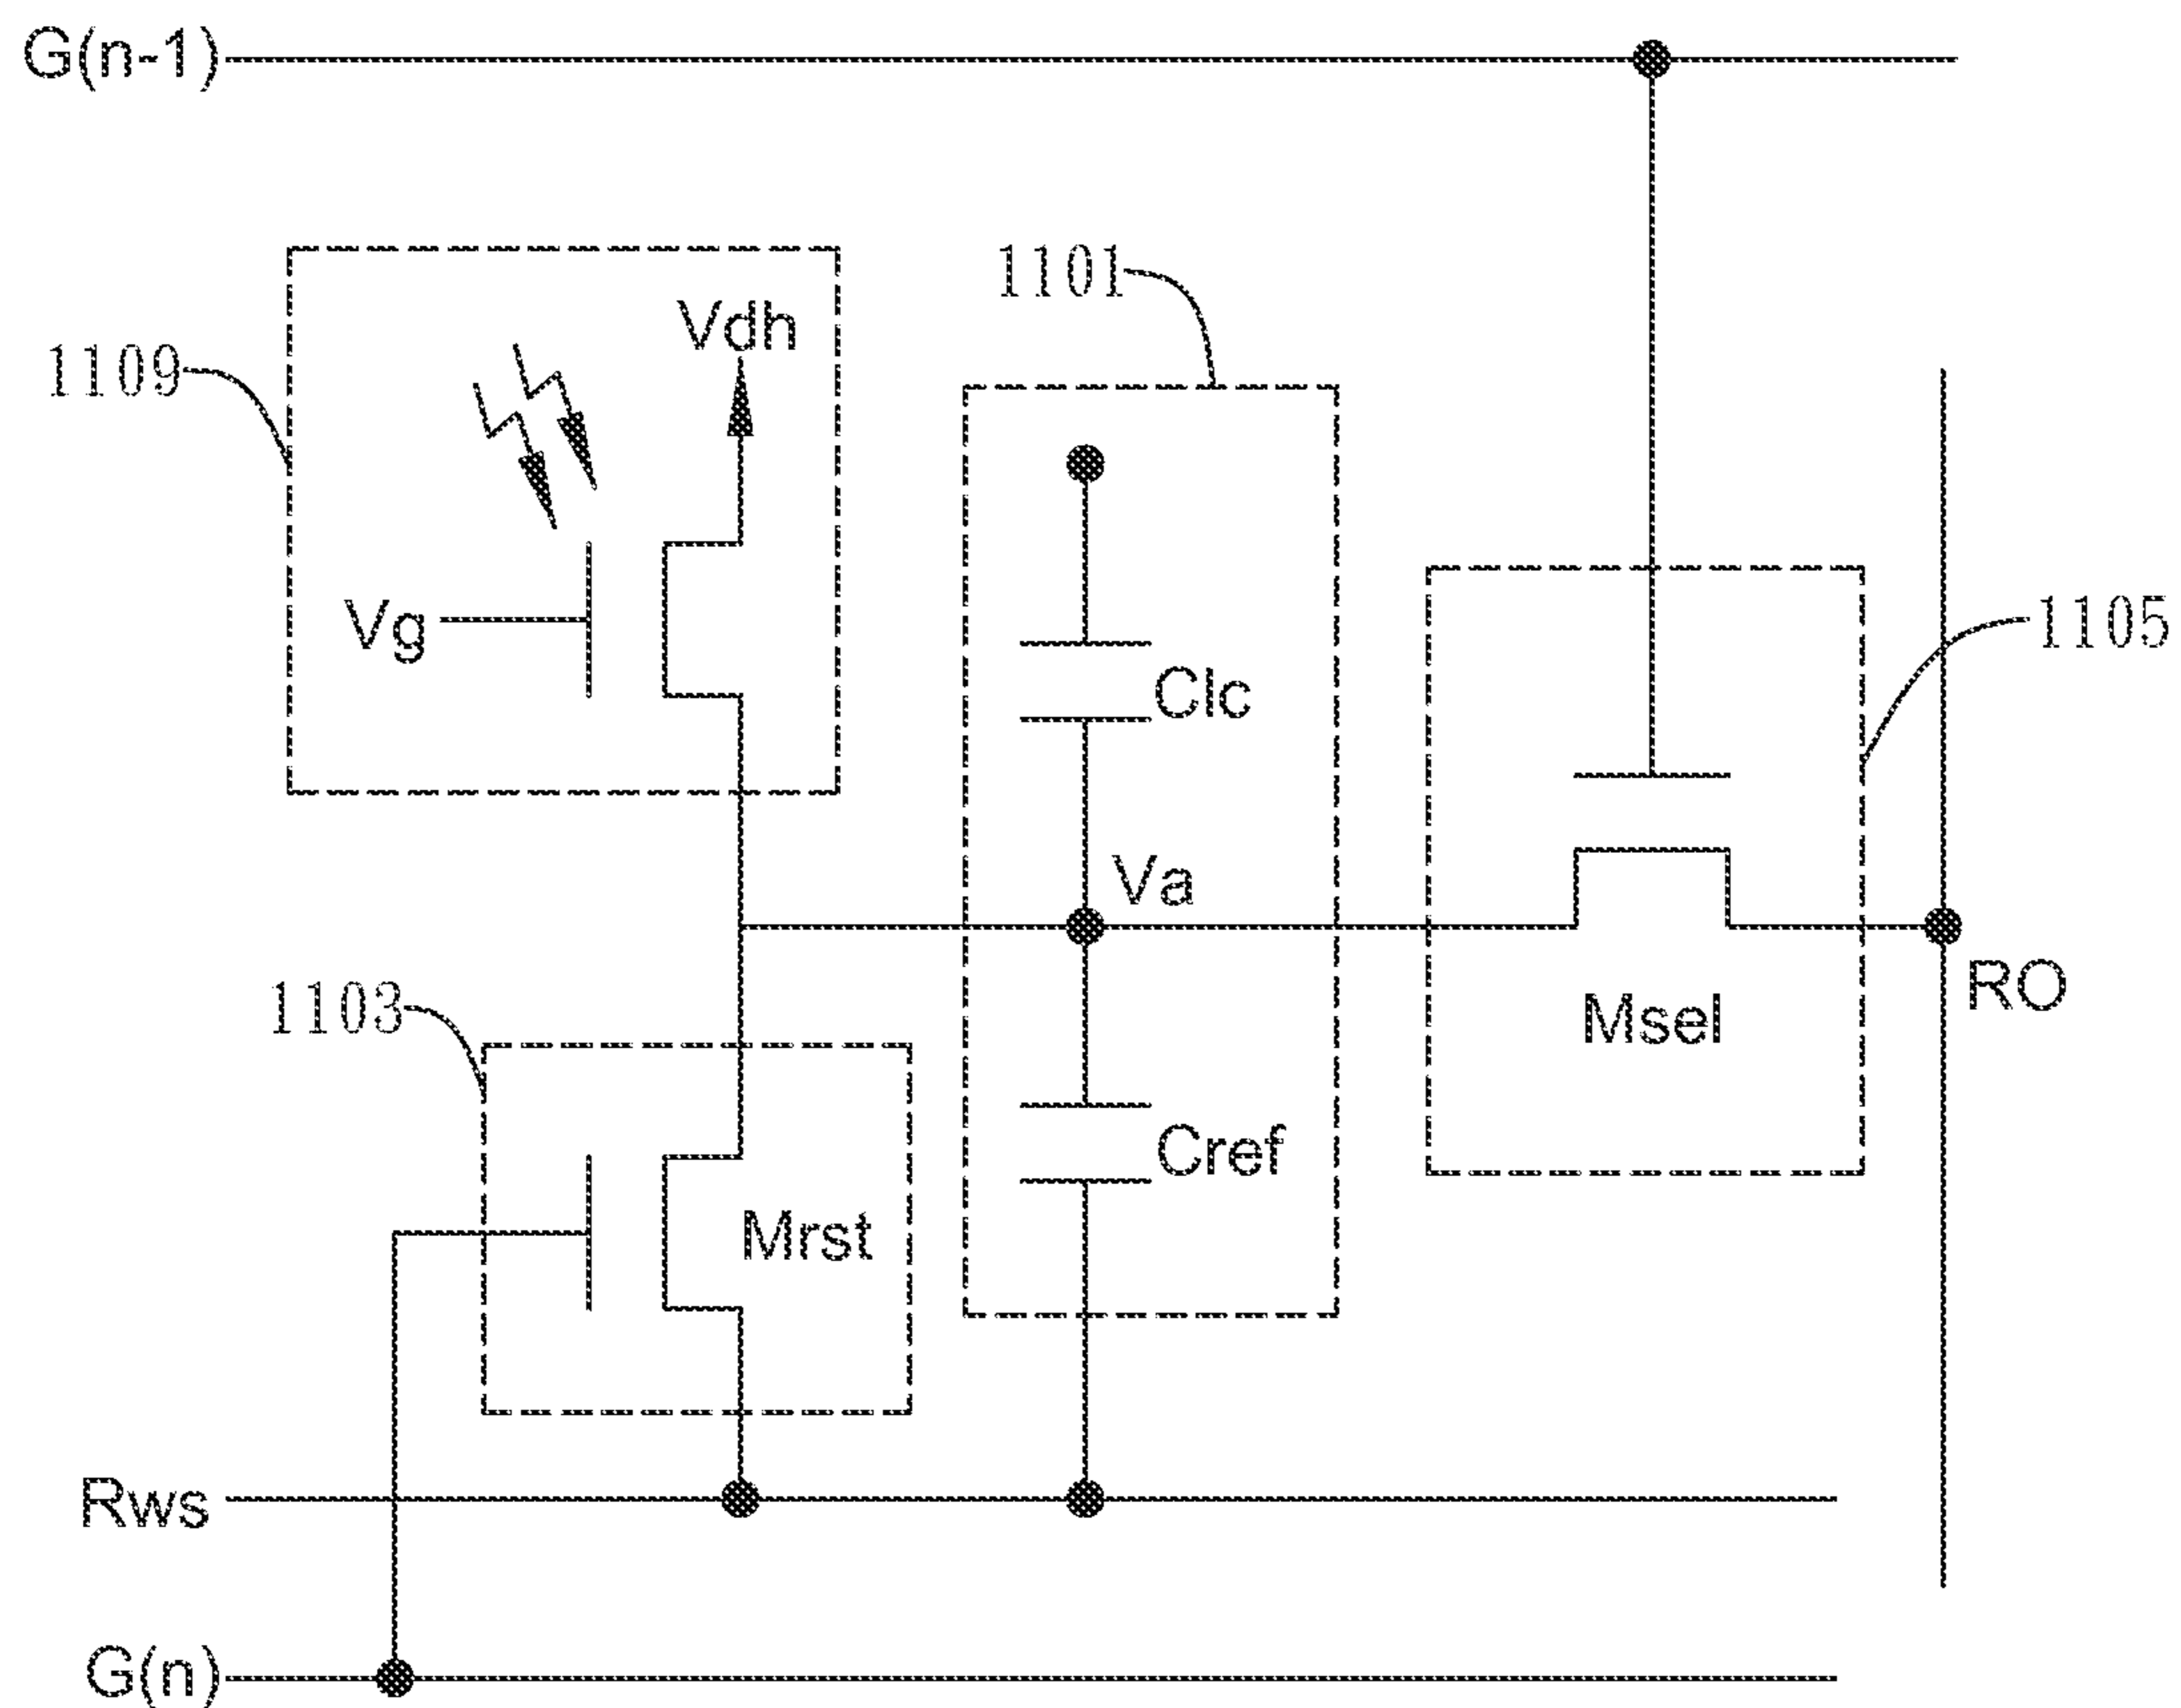 G(n-1)
1101
Vdh
1109
Vg
1105
Clc
Va
RO
1103
Msel
Cref
Mrst
Rws
G(n)